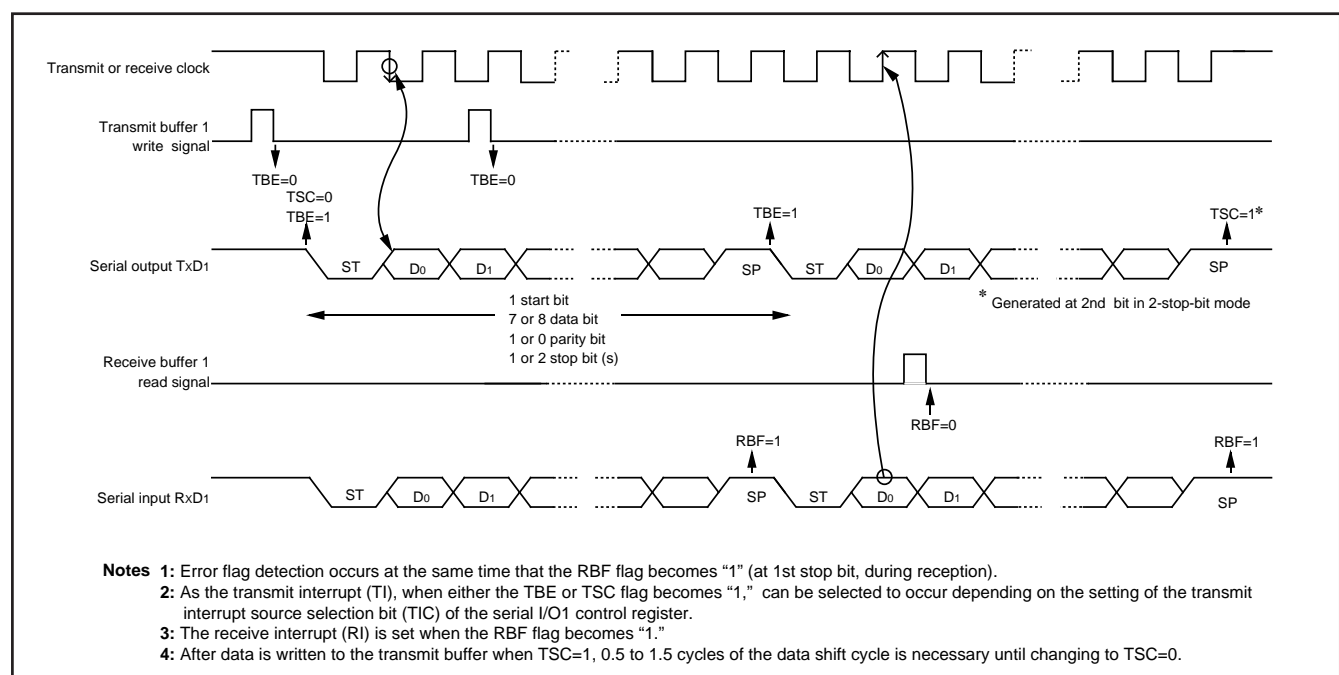 Transmit or receive clock
Transmit buffer 1
write signal
TBE=0
TSC=0
TBE=1
TBE=0
TBE=1
TSC=1*
Serial output TxD1
ST
D0
D1
SP
ST
D0
D1
SP
* Generated at 2nd bit in 2-stop-bit mode
1 start bit
7 or 8 data bit
1 or 0 parity bit
1 or 2 stop bit (s)
Receive buffer 1
read signal
RBF=0
RBF=1
RBF=1
Serial input RxD1
ST
D0
D1
SP
ST
D0
D1
SP
Notes 1: Error flag detection occurs at the same time that the RBF flag becomes “1” (at 1st stop bit, during reception).
2: As the transmit interrupt (TI), when either the TBE or TSC flag becomes “1,” can be selected to occur depending on the setting of the transmit
interrupt source selection bit (TIC) of the serial I/O1 control register.
3: The receive interrupt (RI) is set when the RBF flag becomes “1.”
4: After data is written to the transmit buffer when TSC=1, 0.5 to 1.5 cycles of the data shift cycle is necessary until changing to TSC=0.